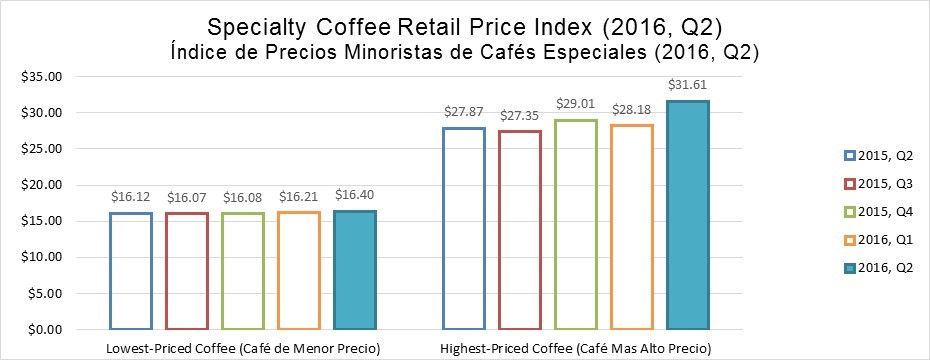 Specialty Coffee Retail Price Index (2016, Q2)
Índice de Precios Minoristas de Cafés Especiales (2016, Q2)
$35.00
$30.00
$25.00
$20.00
$15.00
$10.00
$5.00
$0.00
$16.12
$16.07
$16.08
$16.21
$16.40
$27.87
$27.35
$29.01
$28.18
$31.61
Lowest-Priced Coffee (Café de Menor Precio)
Highest-Priced Coffee (Café Mas Alto Precio)
2015, Q2
2015, Q3
2015, Q4
2016, Q1
2016, Q2